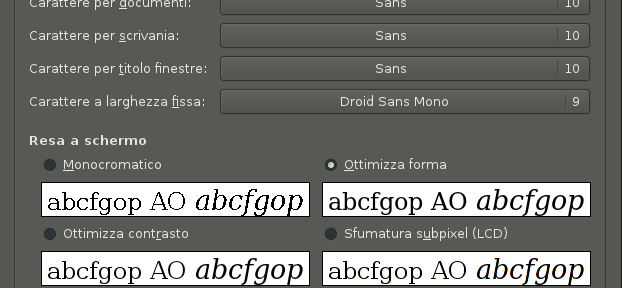 Carattere per documenti: Sans 10
Carattere per scrivania: Sans 10
Carattere per titolo finestre: Sans 10
Carattere a larghezza fissa: Droid Sans Mono 9
Resa a schermo
Monocromatico Ottimizza forma
abcfgop AO abcfgop abcfgop AO abcfgop
Ottimizza contrasto Sfumatura subpixel (LCD)
abcfgop AO abcfgop abcfgop AO abcfgop